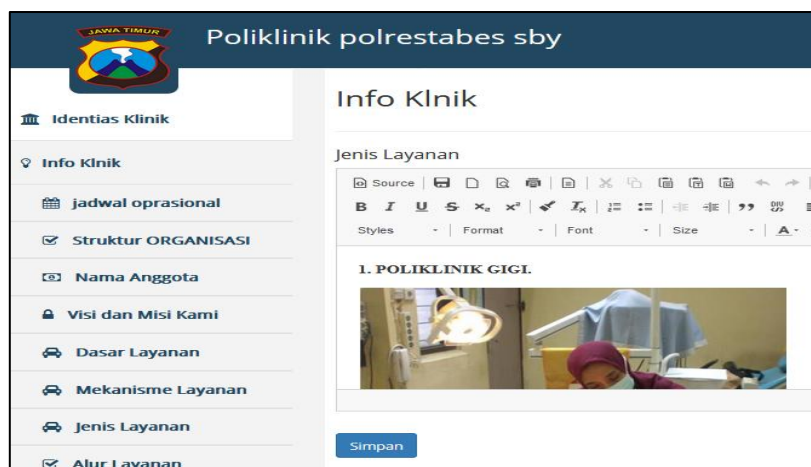 JAWA TIMUR
Poliklinik polrestabes sby
Identias Klinik
Info Klnik
jadwal oprasional
Struktur ORGANISASI
Nama Anggota
Visi dan Misi Kami
Dasar Layanan
Mekanisme Layanan
Jenis Layanan
Alur Layanan
Info Klnik
Jenis Layanan
Source
B I U S x₂ x² Tx
Styles Format Font Size A
1. POLIKLINIK GIGI.
Simpan